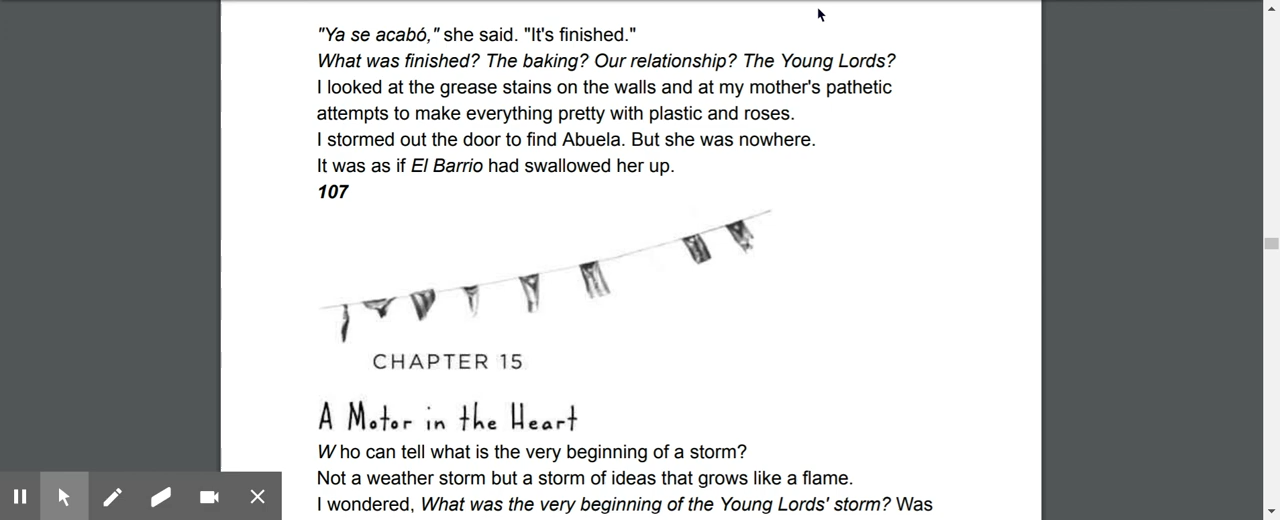 "Ya se acabó," she said. "It's finished."
What was finished? The baking? Our relationship? The Young Lords?
I looked at the grease stains on the walls and at my mother's pathetic
attempts to make everything pretty with plastic and roses.
I stormed out the door to find Abuela. But she was nowhere.
It was as if El Barrio had swallowed her up.
107
CHAPTER 15
A Motor in the Heart
W ho can tell what is the very beginning of a storm?
Not a weather storm but a storm of ideas that grows like a flame.
I wondered, What was the very beginning of the Young Lords' storm? Was